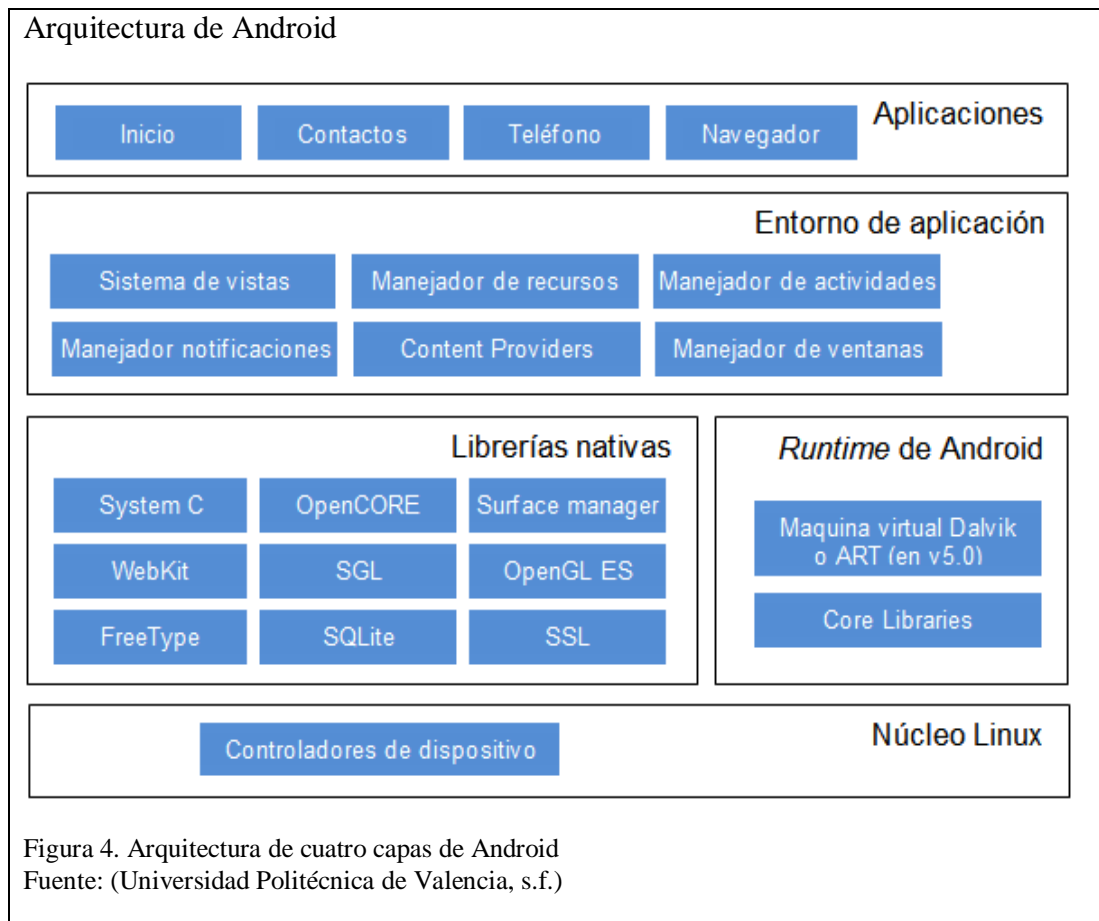 Arquitectura de Android
Aplicaciones
Inicio
Contactos
Teléfono
Navegador
Entorno de aplicación
Sistema de vistas
Manejador de recursos
Manejador de actividades
Manejador notificaciones
Content Providers
Manejador de ventanas
Librerías nativas
System C
OpenCORE
Surface manager
WebKit
SGL
OpenGL ES
FreeType
SQLite
SSL
Runtime de Android
Maquina virtual Dalvik
o ART (en v5.0)
Core Libraries
Núcleo Linux
Controladores de dispositivo
Figura 4. Arquitectura de cuatro capas de Android
Fuente: (Universidad Politécnica de Valencia, s.f.)